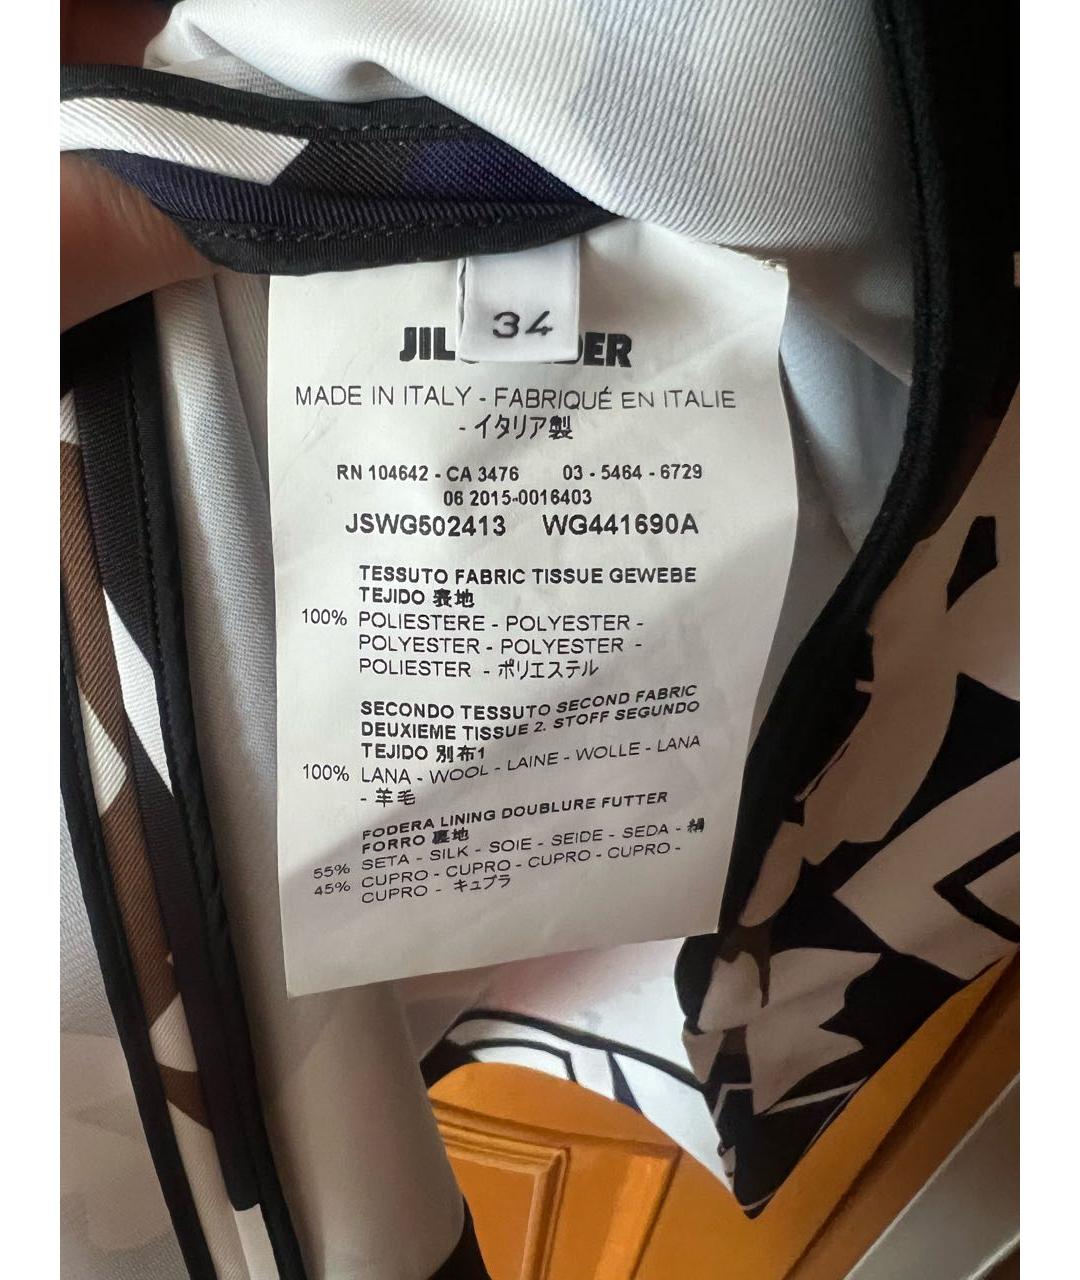 34
JIL DER
MADE IN ITALY - FABRIQUÉ EN ITALIE
- イタリア製
RN 104642 - CA 3476 03 - 5464 - 6729
06 2015-0016403
JSWG502413 WG441690A
TESSUTO FABRIC TISSUE GEWEBE
TEJIDO 表地
100% POLIESTERE - POLYESTER -
POLYESTER - POLYESTER -
POLIESTER - ポリエステル
SECONDO TESSUTO SECOND FABRIC
DEUXIEME TISSUE 2. STOFF SEGUNDO
TEJIDO 別布1
100% LANA - WOOL - LAINE - WOLLE - LANA
- 羊毛
FODERA LINING DOUBLURE FUTTER
FORRO 裏地
55% SETA - SILK - SOIE - SEIDE - SEDA - 絹
45% CUPRO - CUPRO - CUPRO - CUPRO -
CUPRO - キュプラ